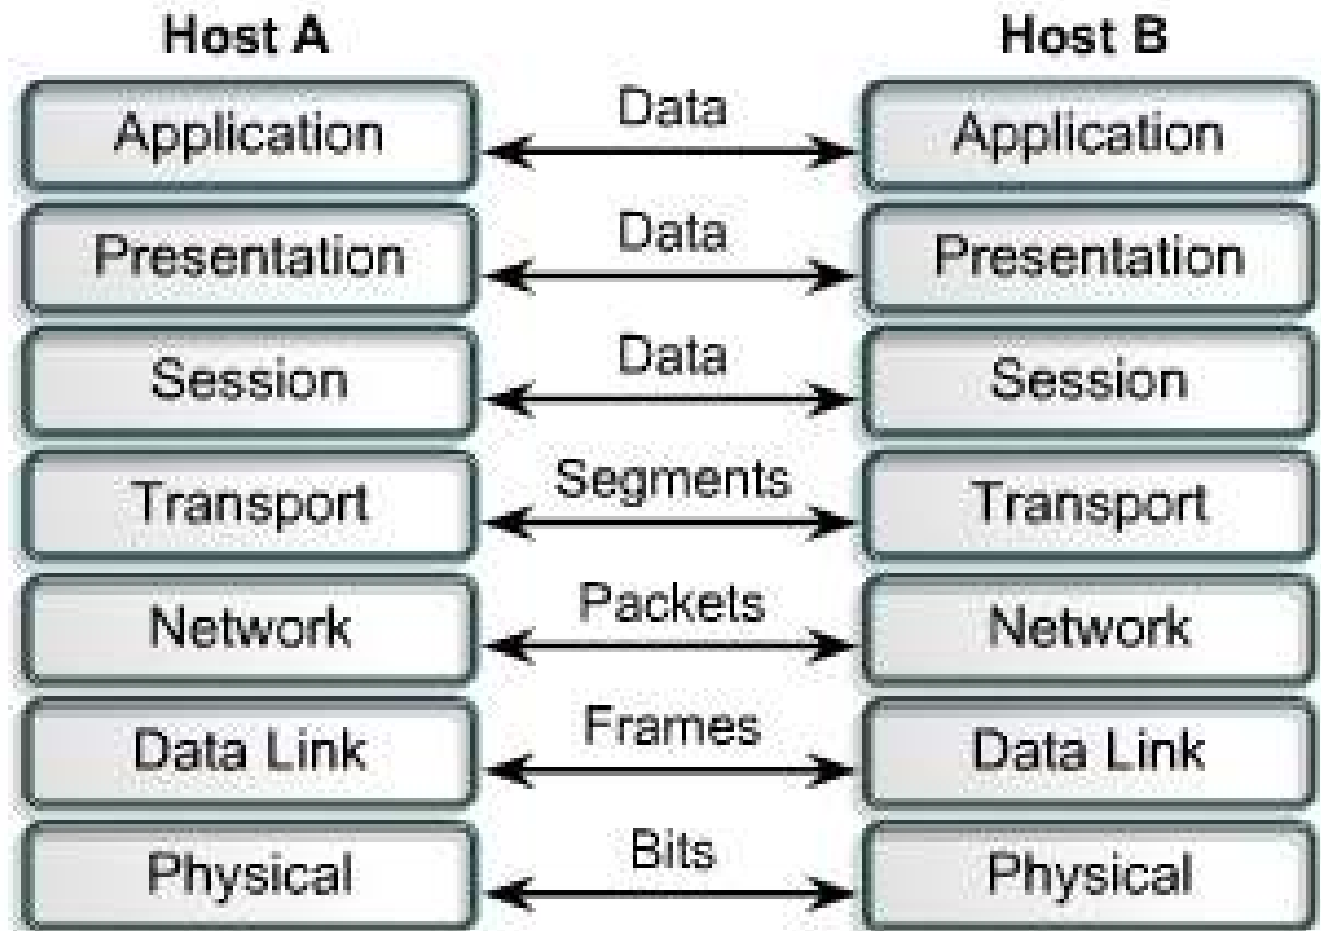 Host A Host B
Application Data Application
Presentation Data Presentation
Session Data Session
Transport Segments Transport
Network Packets Network
Data Link Frames Data Link
Physical Bits Physical